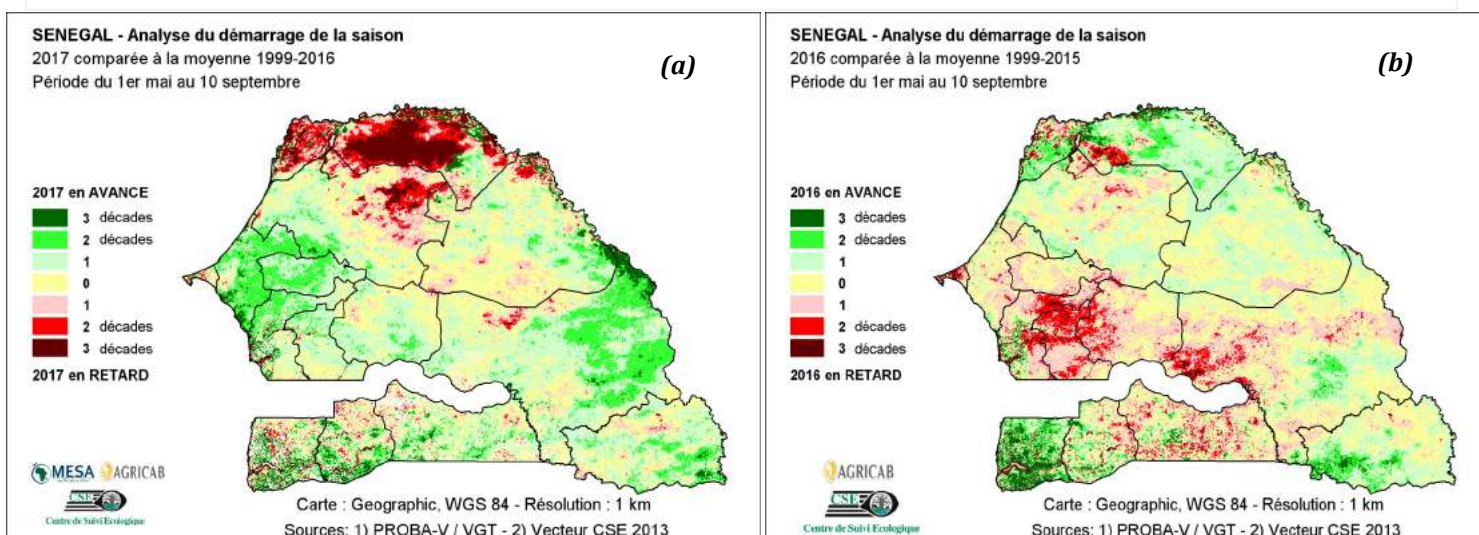 SENEGAL - Analyse du démarrage de la saison
2017 comparée à la moyenne 1999-2016
Période du 1er mai au 10 septembre
(a)
2017 en AVANCE
3 décades
2 décades
1
0
1
2 décades
3 décades
2017 en RETARD
MESA AGRICAB
CSE
Centre de Suivi Ecologique
Carte : Geographic, WGS 84 - Résolution : 1 km
Sources: 1) PROBA-V / VGT - 2) Vecteur CSE 2013
SENEGAL - Analyse du démarrage de la saison
2016 comparée à la moyenne 1999-2015
Période du 1er mai au 10 septembre
(b)
2016 en AVANCE
3 décades
2 décades
1
0
1
2 décades
3 décades
2016 en RETARD
AGRICAB
CSE
Centre de Suivi Ecologique
Carte : Geographic, WGS 84 - Résolution : 1 km
Sources: 1) PROBA-V / VGT - 2) Vecteur CSE 2013